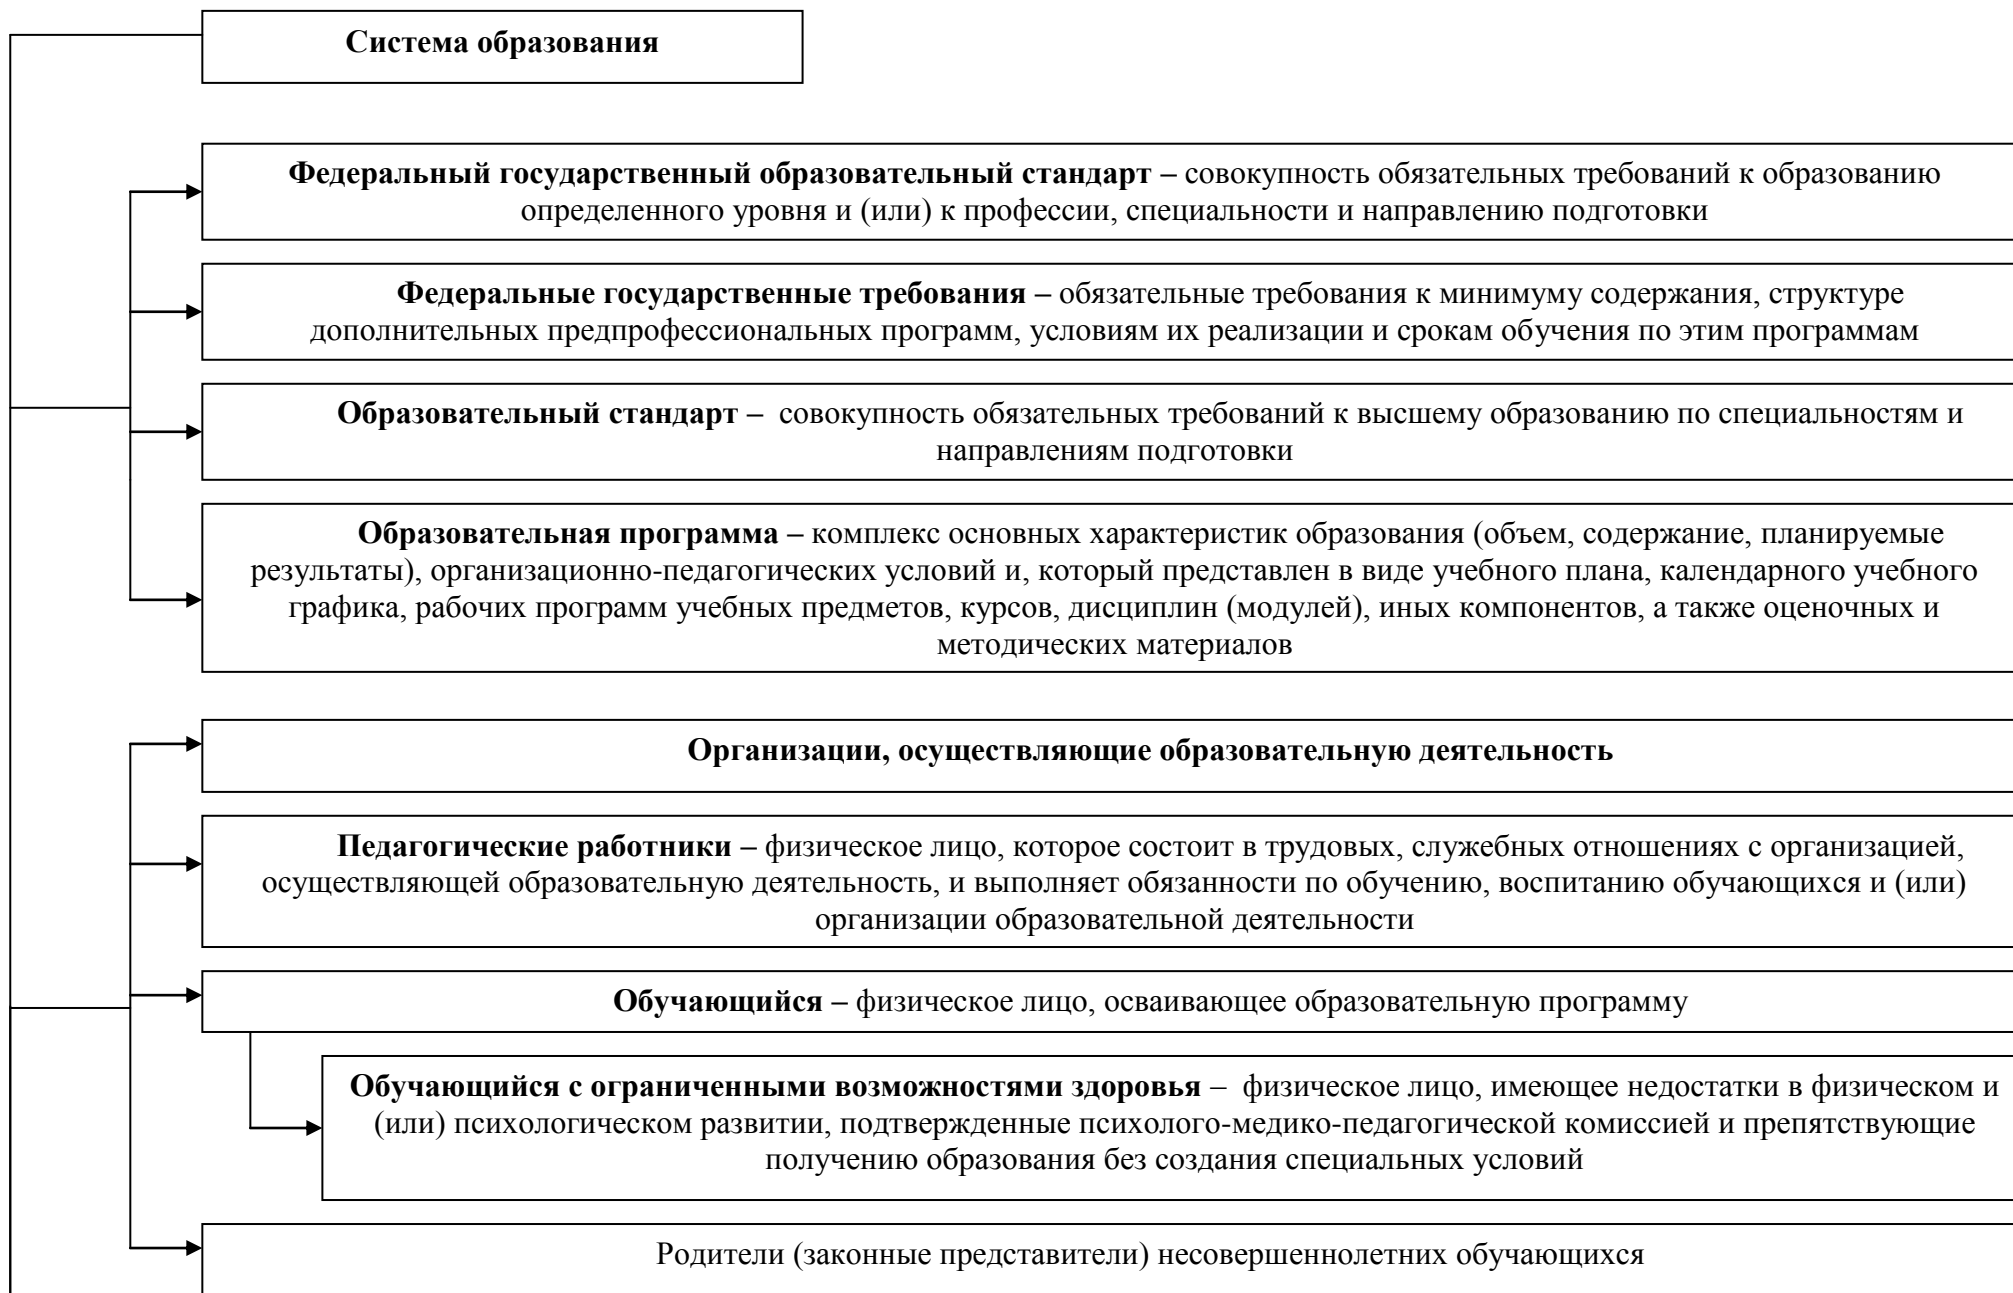 Система образования
Федеральный государственный образовательный стандарт – совокупность обязательных требований к образованию
определенного уровня и (или) к профессии, специальности и направлению подготовки
Федеральные государственные требования – обязательные требования к минимуму содержания, структуре
дополнительных предпрофессиональных программ, условиям их реализации и срокам обучения по этим программам
Образовательный стандарт – совокупность обязательных требований к высшему образованию по специальностям и
направлениям подготовки
Образовательная программа – комплекс основных характеристик образования (объем, содержание, планируемые
результаты), организационно-педагогических условий и, который представлен в виде учебного плана, календарного учебного
графика, рабочих программ учебных предметов, курсов, дисциплин (модулей), иных компонентов, а также оценочных и
методических материалов
Организации, осуществляющие образовательную деятельность
Педагогические работники – физическое лицо, которое состоит в трудовых, служебных отношениях с организацией,
осуществляющей образовательную деятельность, и выполняет обязанности по обучению, воспитанию обучающихся и (или)
организации образовательной деятельности
Обучающийся – физическое лицо, осваивающее образовательную программу
Обучающийся с ограниченными возможностями здоровья – физическое лицо, имеющее недостатки в физическом и
(или) психологическом развитии, подтвержденные психолого-медико-педагогической комиссией и препятствующие
получению образования без создания специальных условий
Родители (законные представители) несовершеннолетних обучающихся